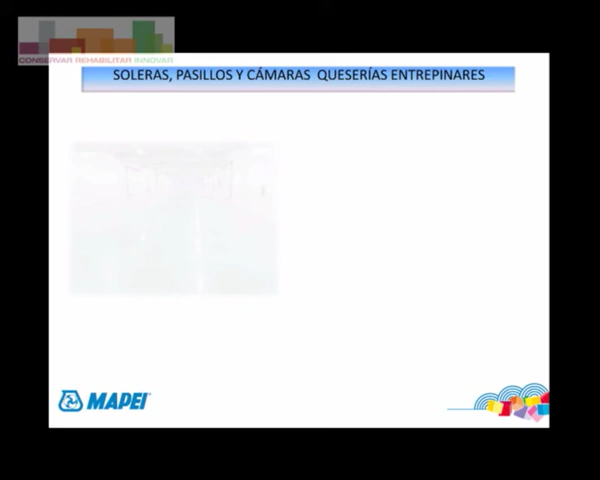 CONSERVAR REHABILITAR INNOVAR
SOLERAS, PASILLOS Y CÁMARAS QUESERÍAS ENTREPINARES
MAPEI